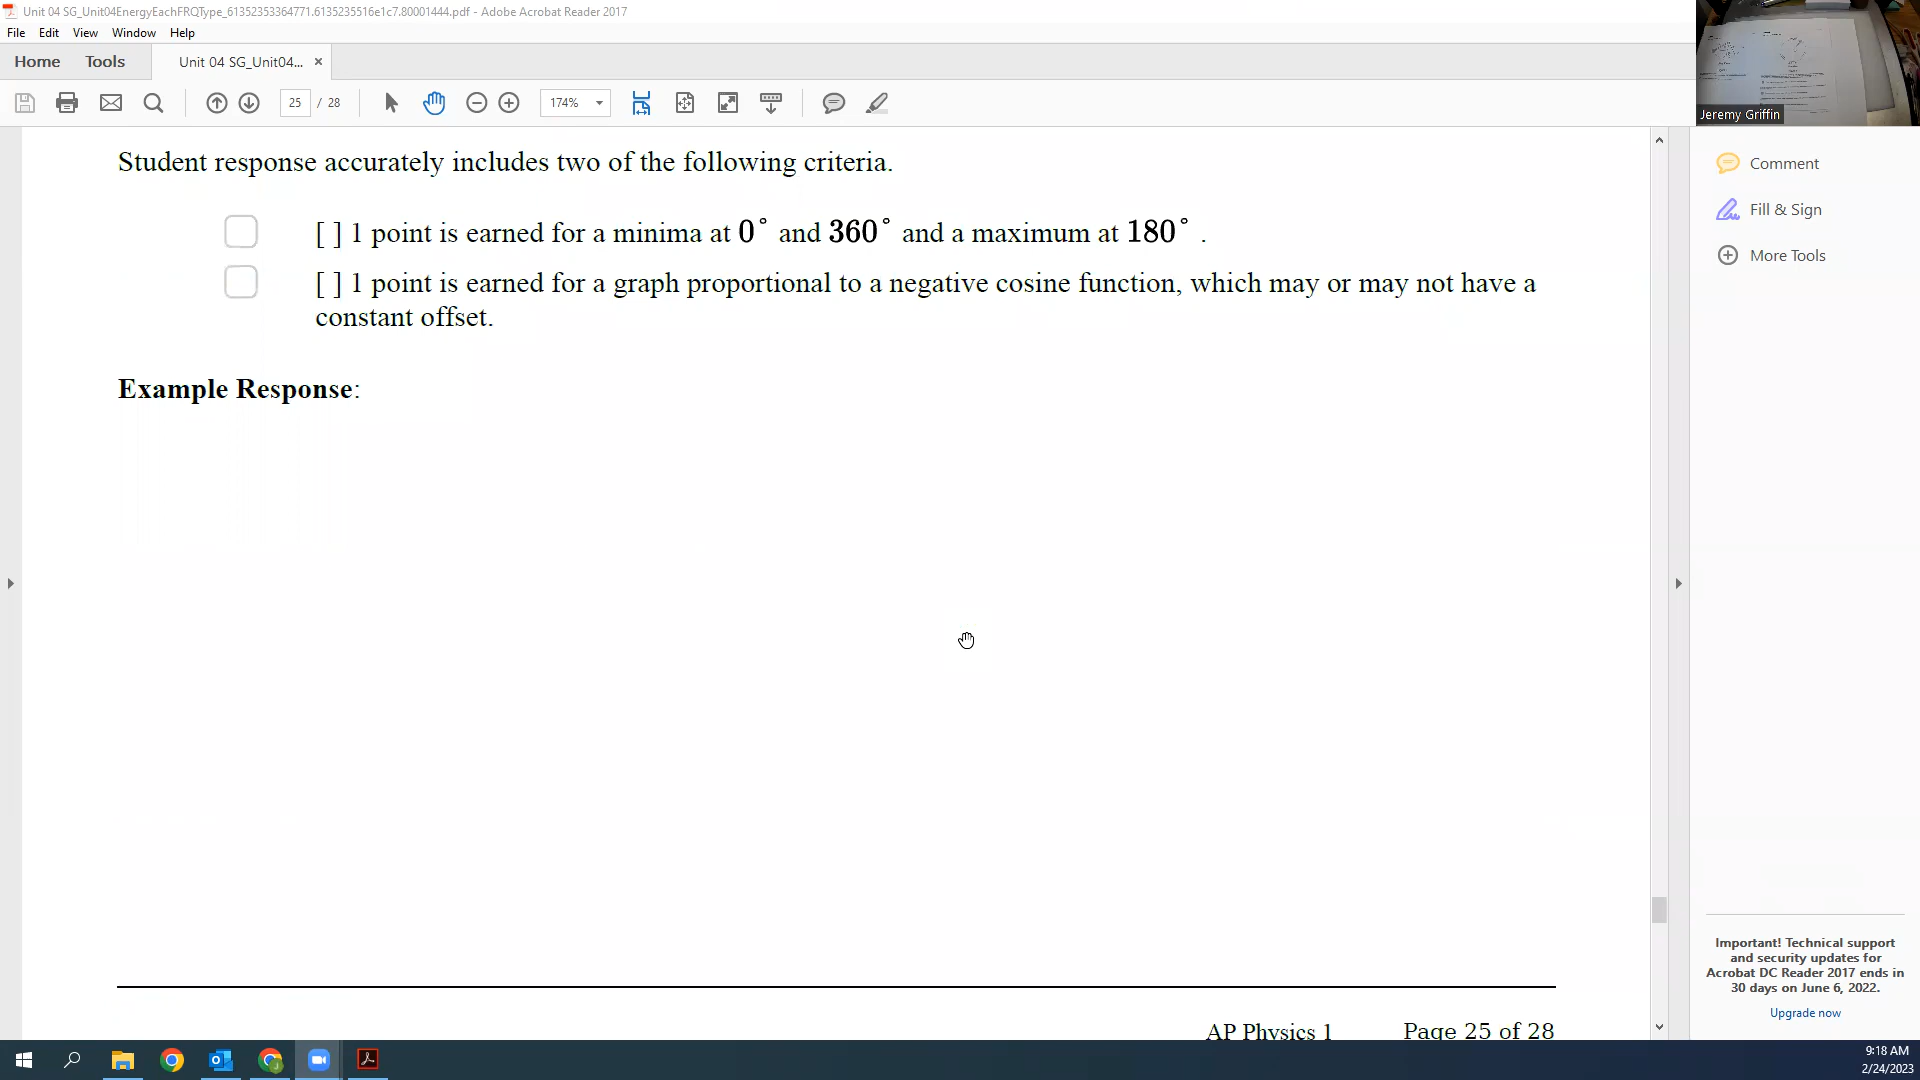 Unit 04 SG_Unit04EnergyEachFRQType_61352353364771.6135235516e1c7.80001444.pdf - Adobe Acrobat Reader 2017
File Edit View Window Help
Home Tools Unit 04 SG_Unit04... ×
25 / 28 174%
Jeremy Griffin
Student response accurately includes two of the following criteria.
[ ] 1 point is earned for a minima at 0° and 360° and a maximum at 180° .
[ ] 1 point is earned for a graph proportional to a negative cosine function, which may or may not have a
constant offset.
Example Response:
AP Physics 1 Page 25 of 28
Comment
Fill & Sign
More Tools
Important! Technical support
and security updates for
Acrobat DC Reader 2017 ends in
30 days on June 6, 2022.
Upgrade now
9:18 AM
2/24/2023